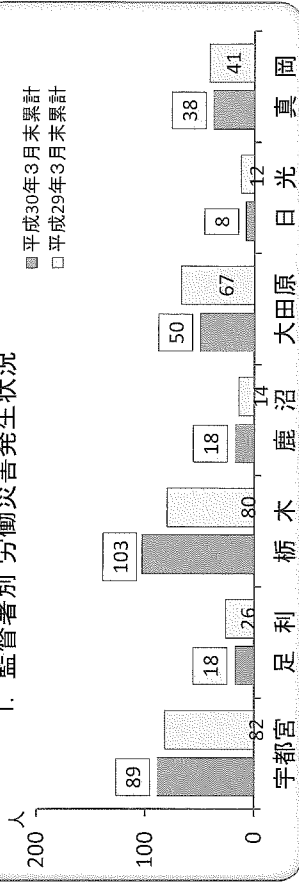 1. 監督署別 労働災害発生状況
人
200
100
0
■ 平成30年3月末累計
□ 平成29年3月末累計
89 82
18 26
103 80
18 14
50 67
8 12
38 41
宇都宮 足利 栃木 鹿沼 大田原 日光 真岡